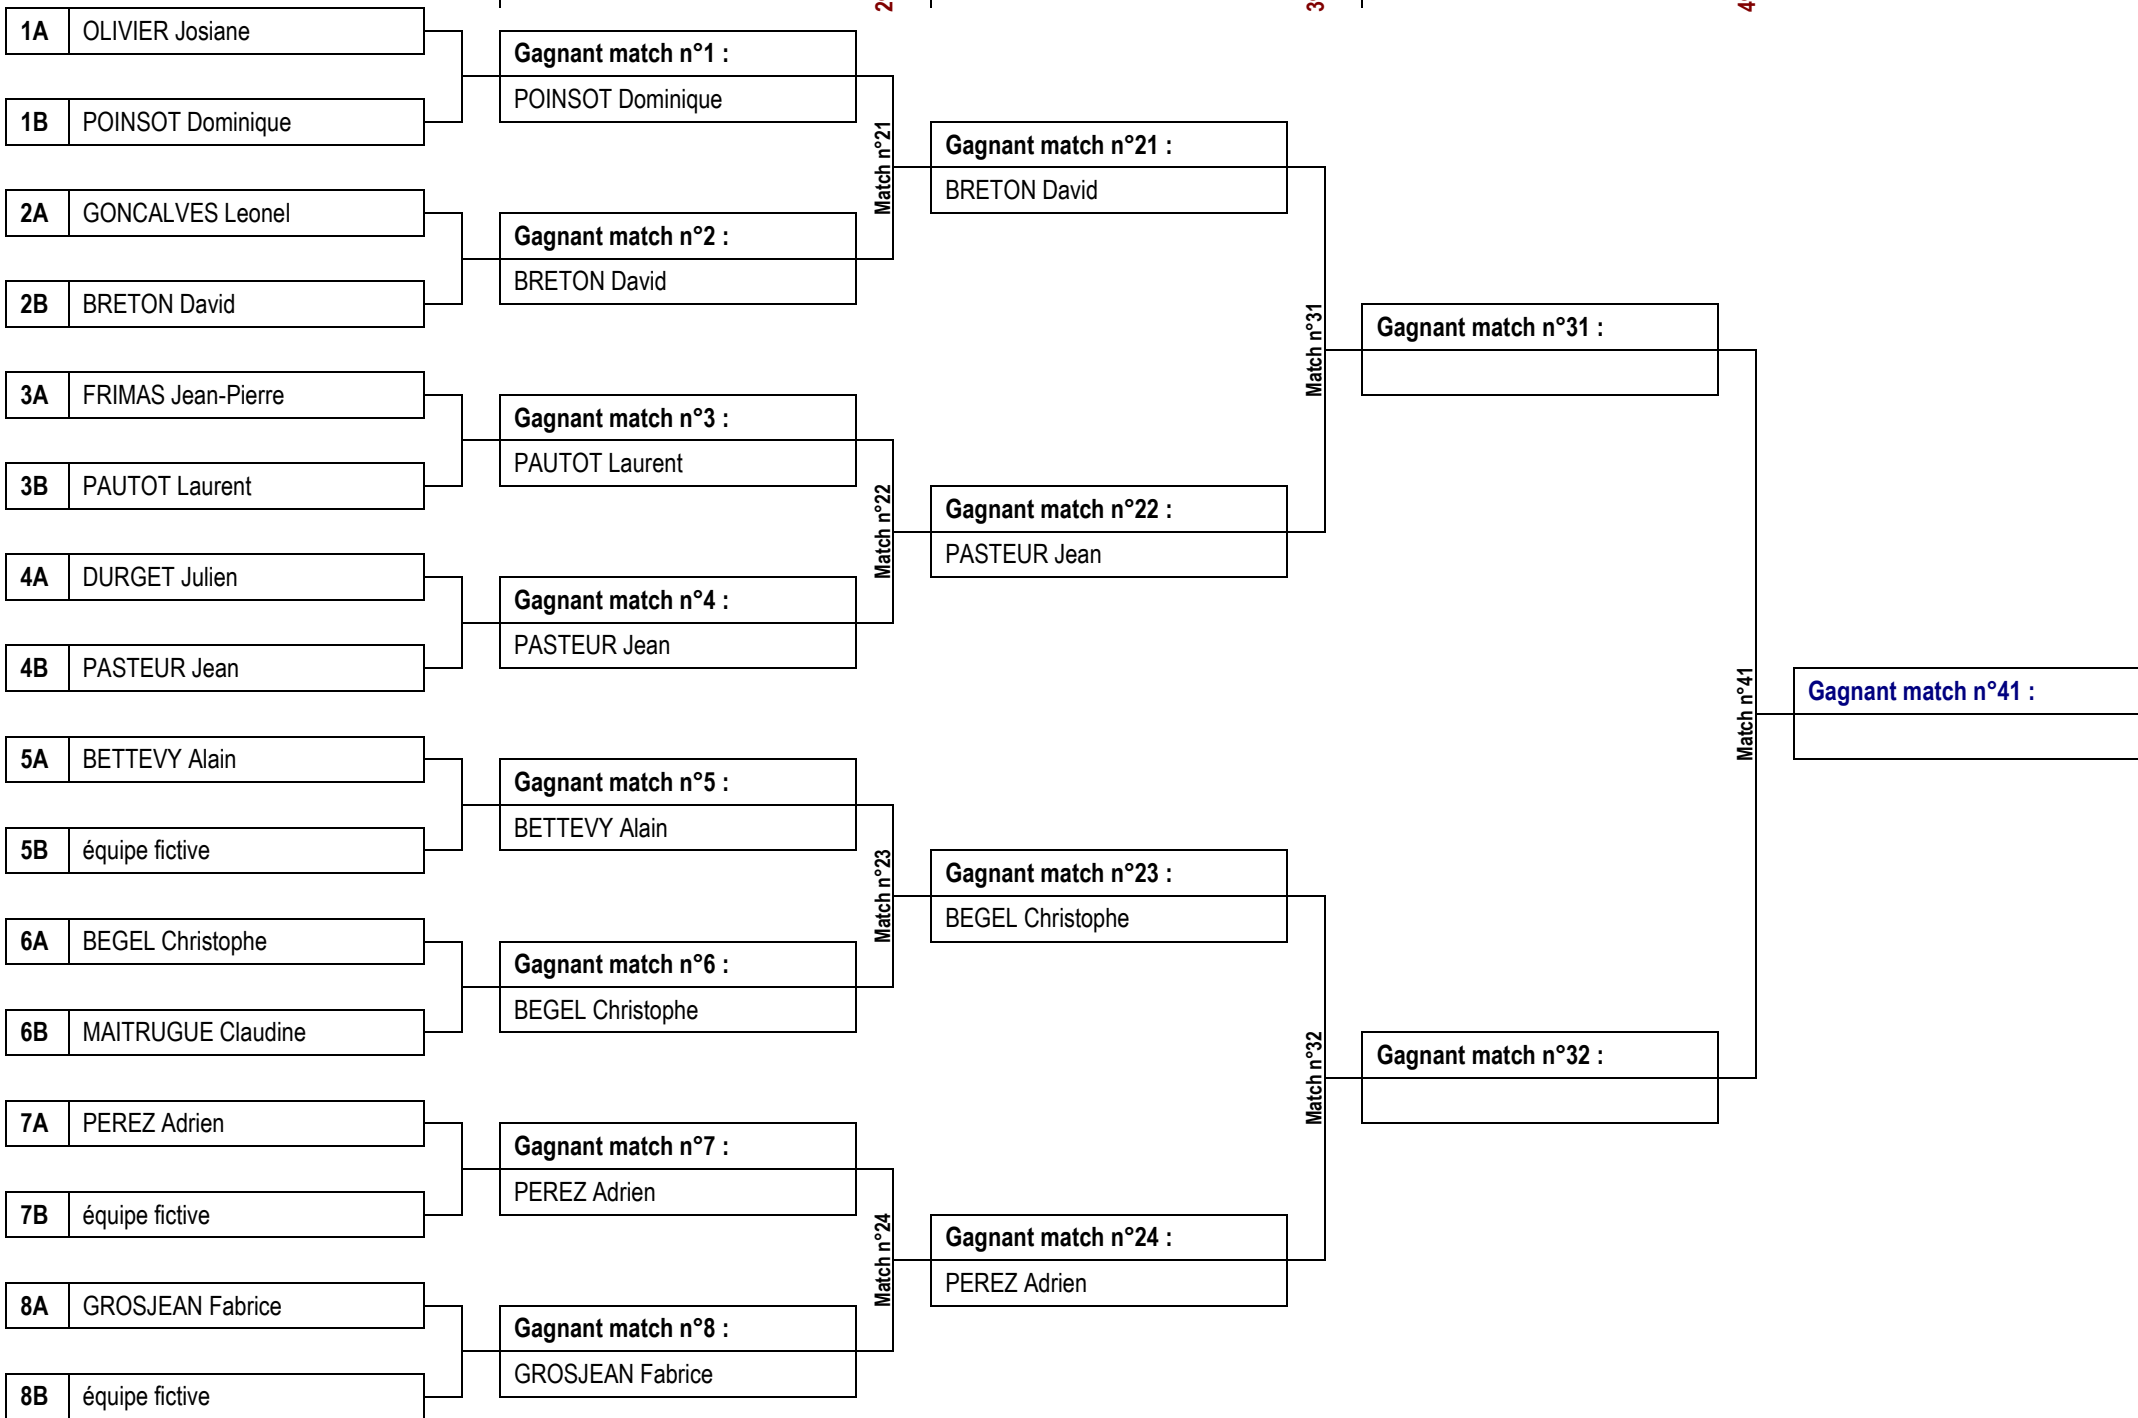 1A OLIVIER Josiane
1B POINSOT Dominique
2A GONCALVES Leonel
2B BRETON David
3A FRIMAS Jean-Pierre
3B PAUTOT Laurent
4A DURGET Julien
4B PASTEUR Jean
5A BETTEVY Alain
5B équipe fictive
6A BEGEL Christophe
6B MAITRUGUE Claudine
7A PEREZ Adrien
7B équipe fictive
8A GROSJEAN Fabrice
8B équipe fictive
Gagnant match n°1 :
POINSOT Dominique
Gagnant match n°2 :
BRETON David
Gagnant match n°3 :
PAUTOT Laurent
Gagnant match n°4 :
PASTEUR Jean
Gagnant match n°5 :
BETTEVY Alain
Gagnant match n°6 :
BEGEL Christophe
Gagnant match n°7 :
PEREZ Adrien
Gagnant match n°8 :
GROSJEAN Fabrice
Match n°21
Match n°22
Match n°23
Match n°24
Gagnant match n°21 :
BRETON David
Gagnant match n°22 :
PASTEUR Jean
Gagnant match n°23 :
BEGEL Christophe
Gagnant match n°24 :
PEREZ Adrien
Match n°31
Match n°32
Gagnant match n°31 :
Gagnant match n°32 :
Match n°41
Gagnant match n°41 :